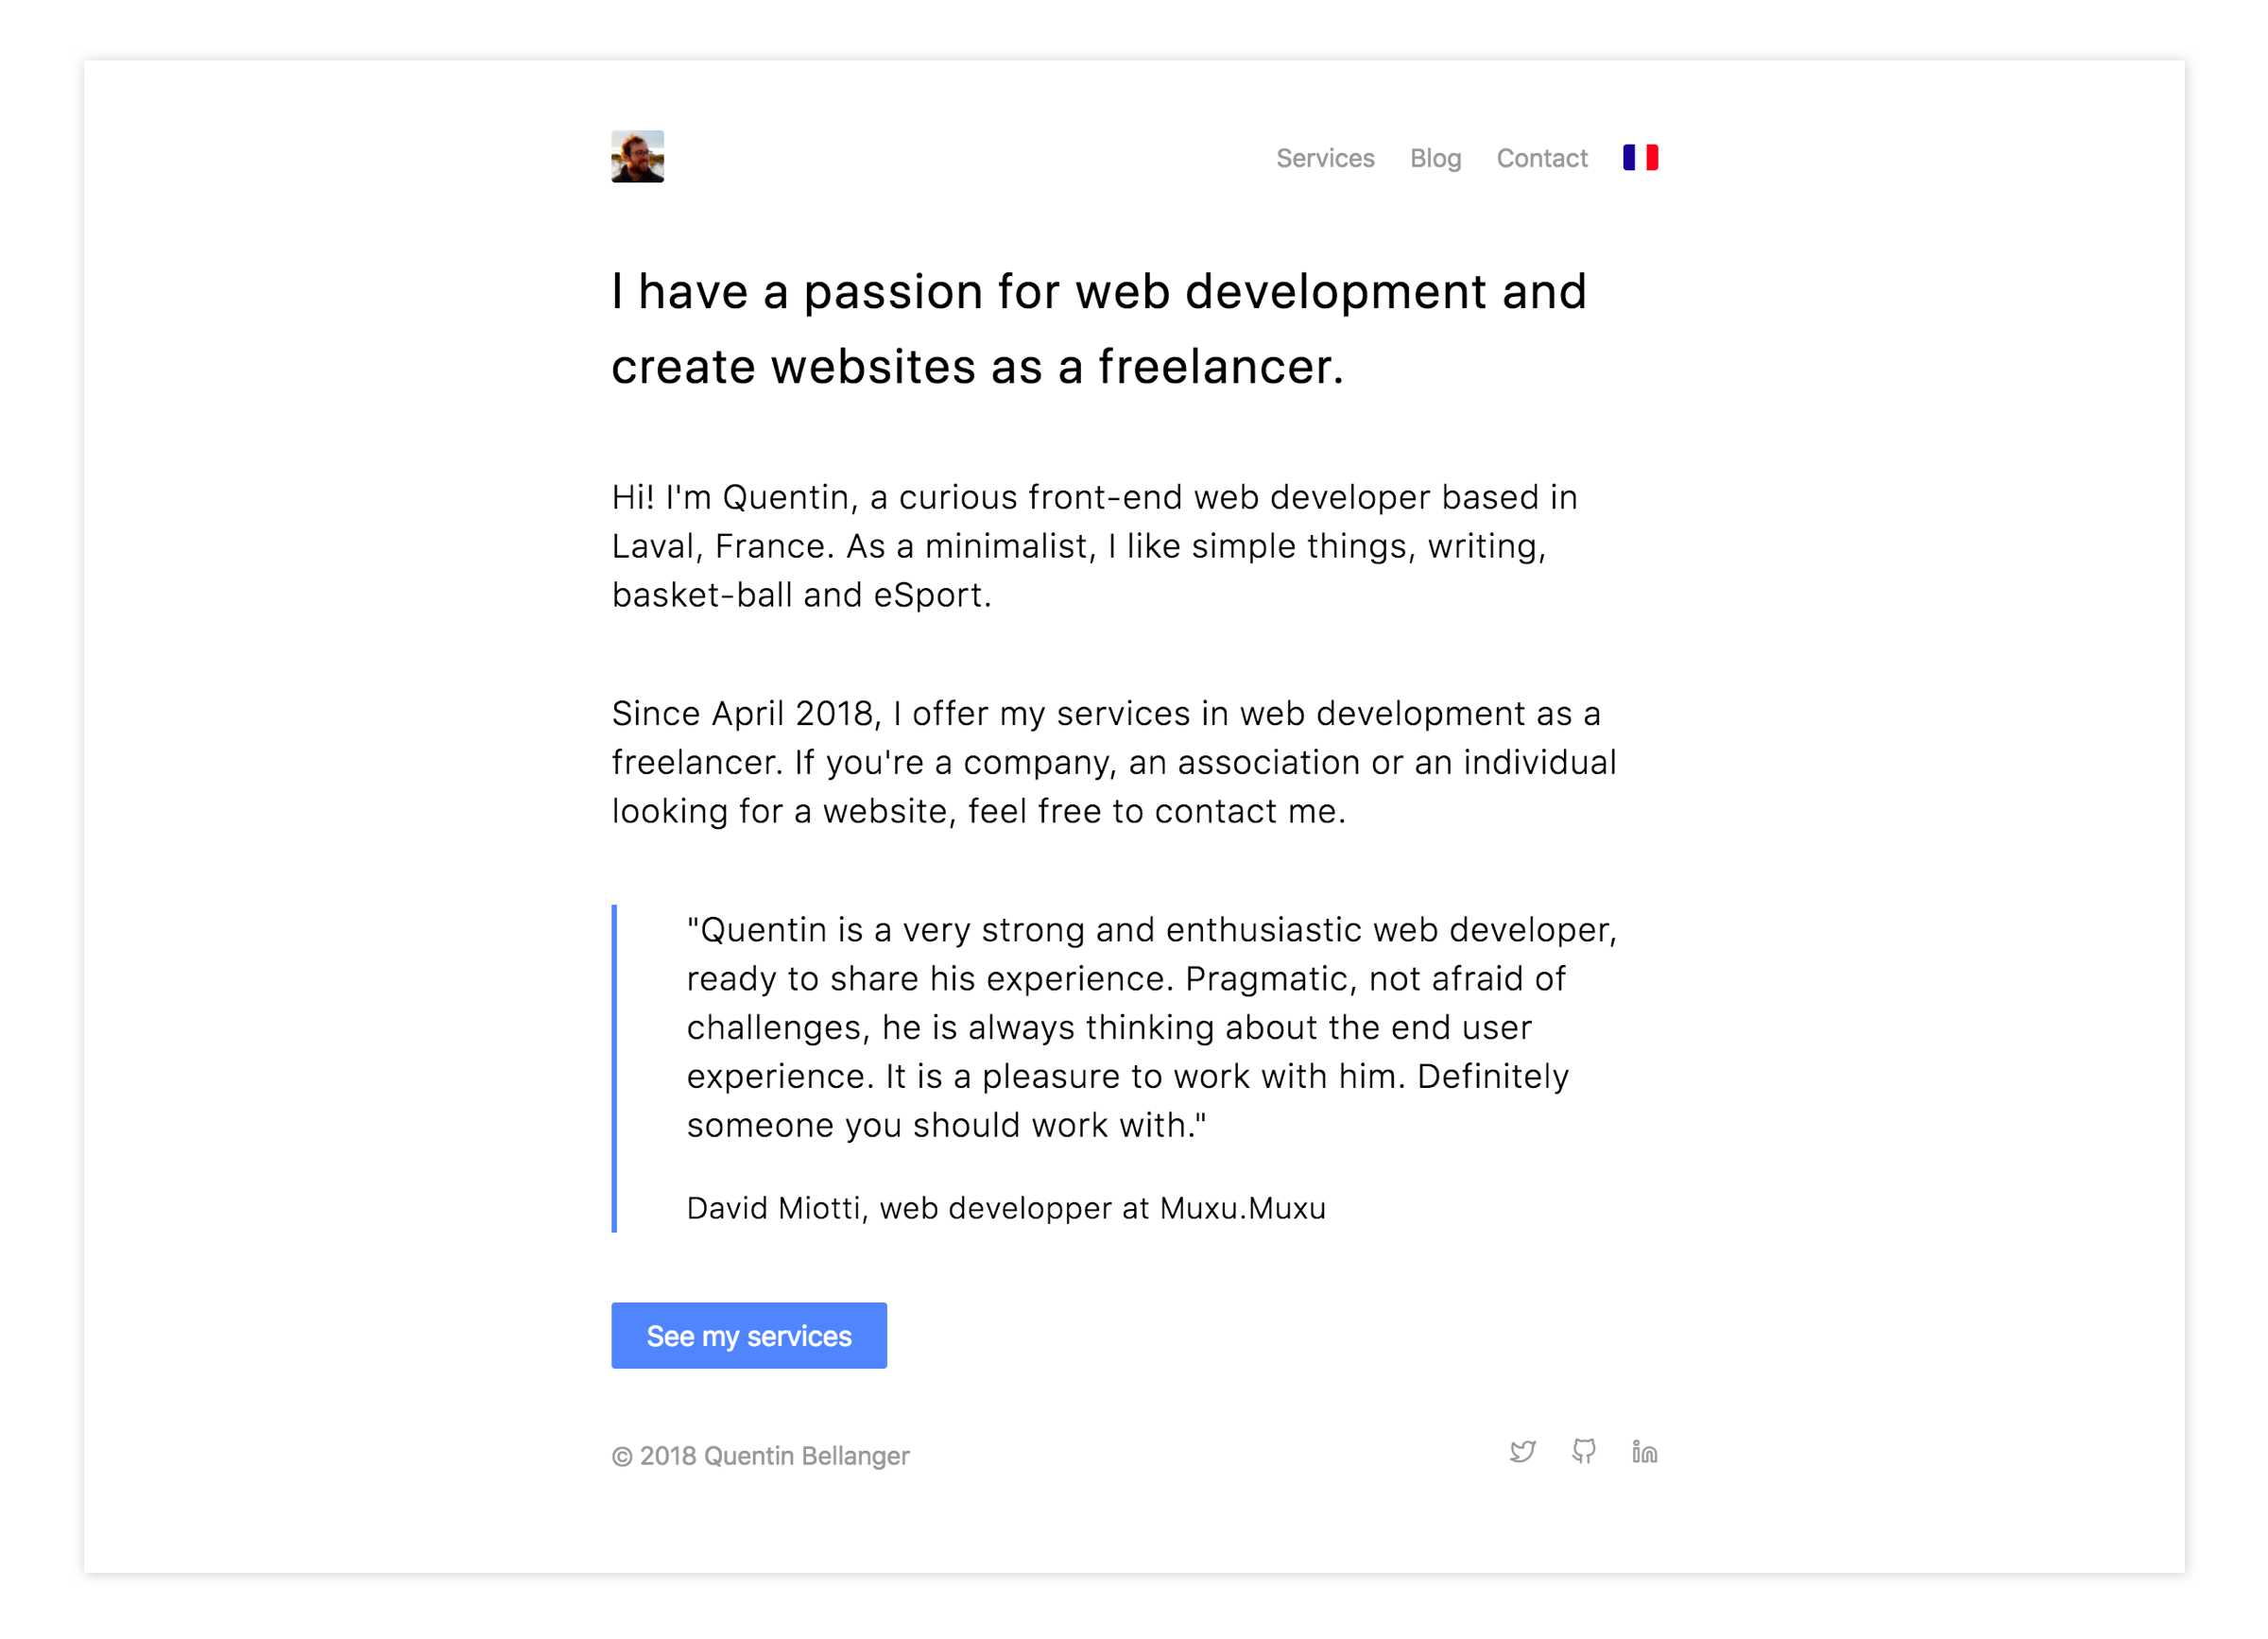 Services Blog Contact
I have a passion for web development and
create websites as a freelancer.
Hi! I'm Quentin, a curious front-end web developer based in
Laval, France. As a minimalist, I like simple things, writing,
basket-ball and eSport.
Since April 2018, I offer my services in web development as a
freelancer. If you're a company, an association or an individual
looking for a website, feel free to contact me.
"Quentin is a very strong and enthusiastic web developer,
ready to share his experience. Pragmatic, not afraid of
challenges, he is always thinking about the end user
experience. It is a pleasure to work with him. Definitely
someone you should work with."
David Miotti, web developper at Muxu.Muxu
See my services
© 2018 Quentin Bellanger